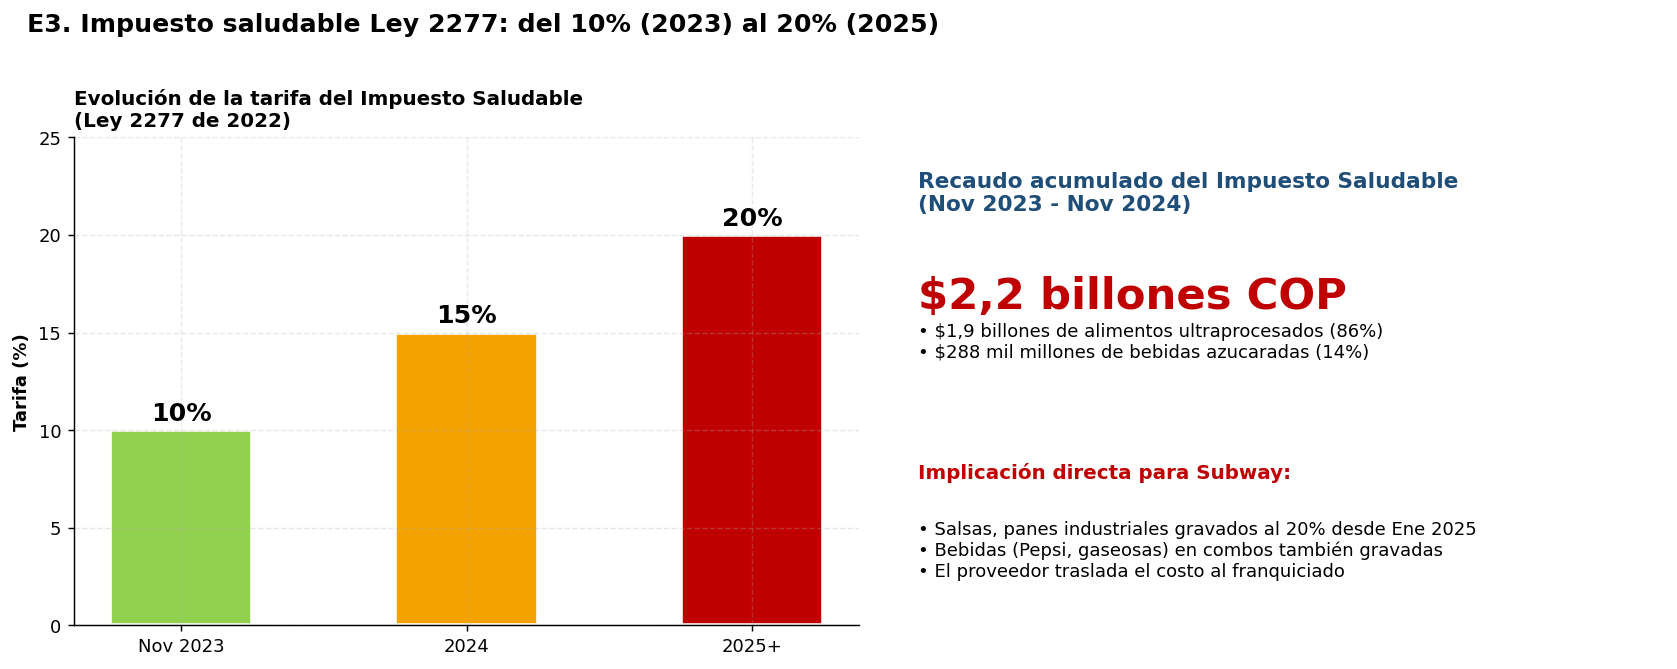 E3. Impuesto saludable Ley 2277: del 10% (2023) al 20% (2025)
Evolución de la tarifa del Impuesto Saludable
(Ley 2277 de 2022)
Tarifa (%)
25
20
15
10
5
0
10%
15%
20%
Nov 2023
2024
2025+
Recaudo acumulado del Impuesto Saludable
(Nov 2023 - Nov 2024)
$2,2 billones COP
• $1,9 billones de alimentos ultraprocesados (86%)
• $288 mil millones de bebidas azucaradas (14%)
Implicación directa para Subway:
• Salsas, panes industriales gravados al 20% desde Ene 2025
• Bebidas (Pepsi, gaseosas) en combos también gravadas
• El proveedor traslada el costo al franquiciado